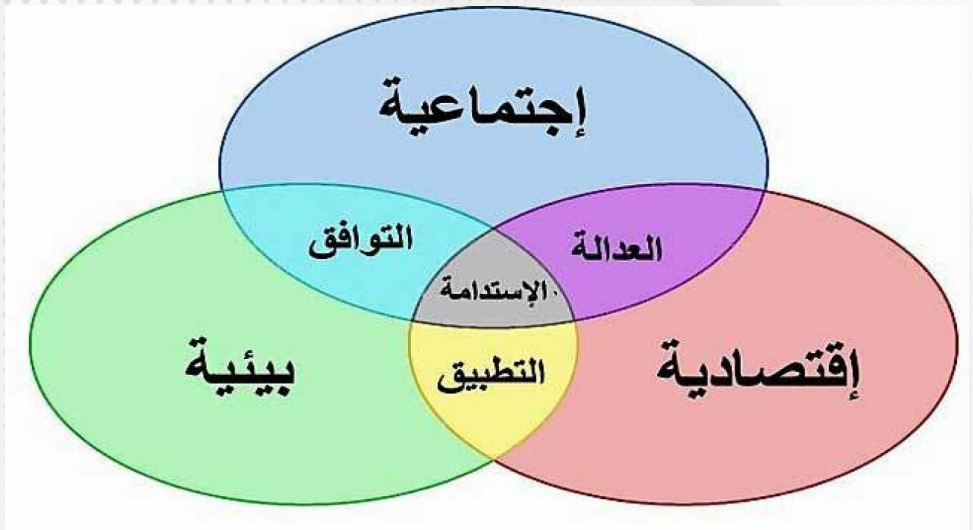 إجتماعية
التوافق
العدالة
الإستدامة
بيئية
التطبيق
إقتصادية